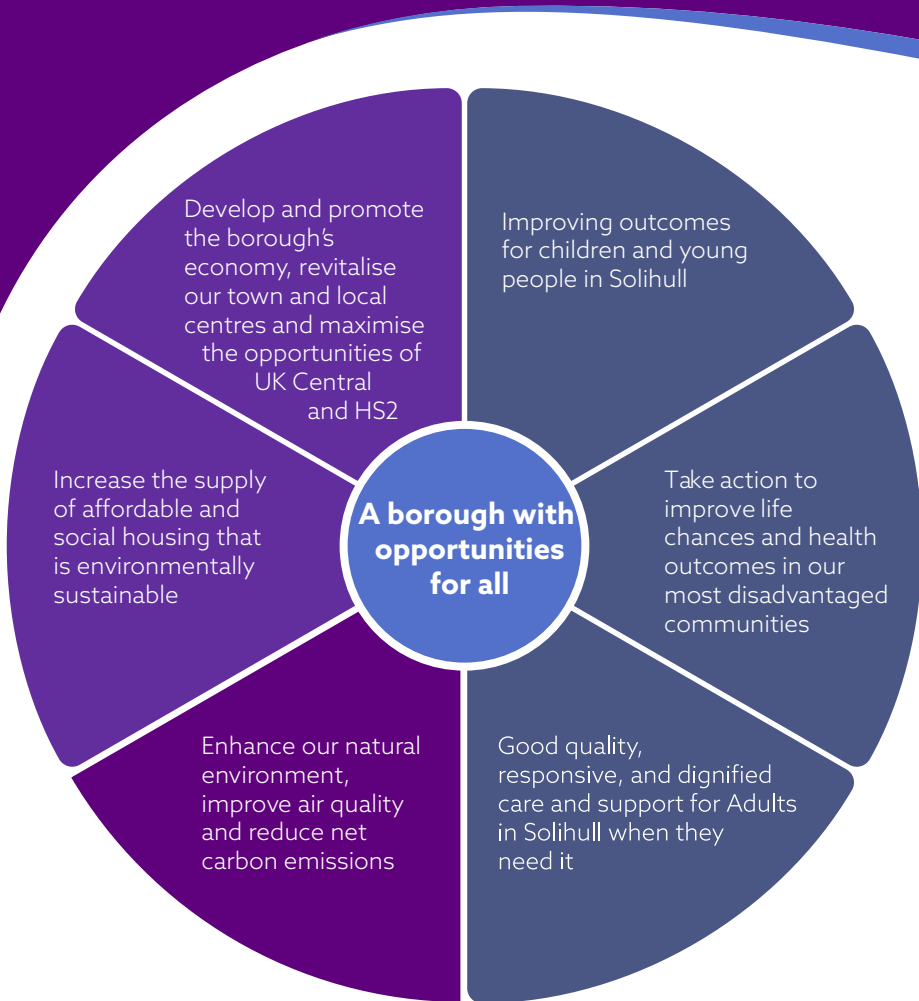 Develop and promote
the borough's
economy, revitalise
our town and local
centres and maximise
the opportunities of
UK Central
and HS2
Improving outcomes
for children and young
people in Solihull
Take action to
improve life
chances and health
outcomes in our
most disadvantaged
communities
Good quality,
responsive, and dignified
care and support for Adults
in Solihull when they
need it
Enhance our natural
environment,
improve air quality
and reduce net
carbon emissions
Increase the supply
of affordable and
social housing that
is environmentally
sustainable
A borough with
opportunities
for all